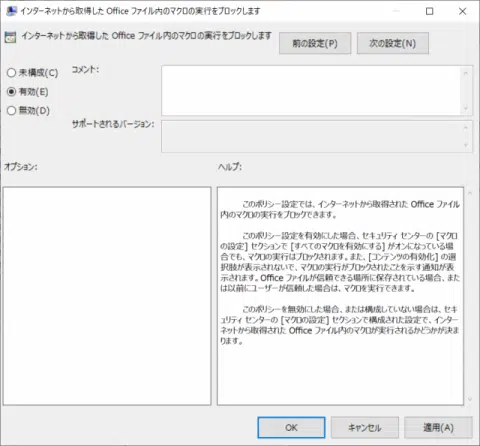 インターネットから取得した Office ファイル内のマクロの実行をブロックします
インターネットから取得した Office ファイル内のマクロの実行をブロックします
前の設定(P)
次の設定(N)
未構成(C)
コメント:
有効(E)
無効(D)
サポートされるバージョン:
オプション:
ヘルプ:
このポリシー設定では、インターネットから取得された Office ファイル
内のマクロの実行をブロックできます。
このポリシー設定を有効にした場合、セキュリティ センターの [マクロ
の設定] セクションで [すべてのマクロを有効にする] がオンになっている場
合でも、マクロの実行はブロックされます。また、[コンテンツの有効化] の選
択肢が表示されないで、マクロの実行がブロックされたことを示す通知が表
示されます。Office ファイルが信頼できる場所に保存されている場合、また
は以前にユーザーが信頼した場合は、マクロを実行できます。
このポリシーを無効にした場合、または構成していない場合は、セキ
ュリティ センターの [マクロの設定] セクションで構成された設定で、インター
ネットから取得された Office ファイル内のマクロが実行されるかどうかが決ま
ります。
OK
キャンセル
適用(A)